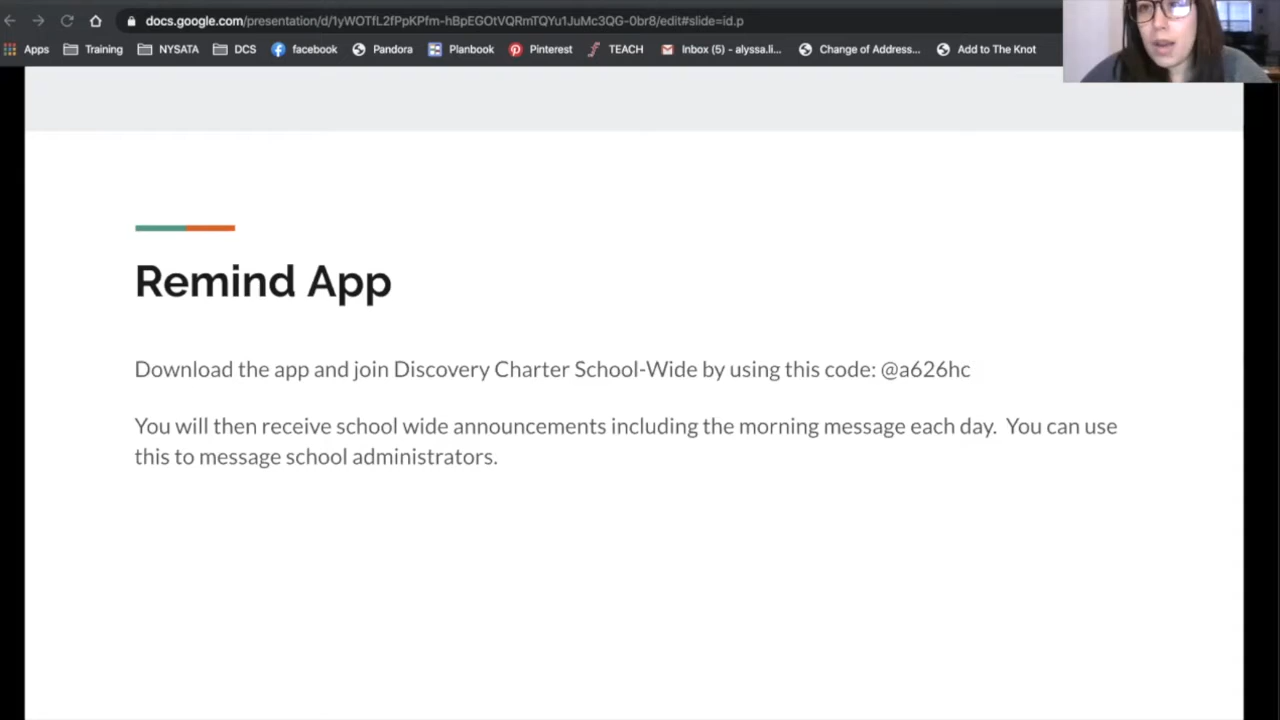 docs.google.com/presentation/d/1yWOTfL2fPpKPfm-hBpEGOtVQRmTQYu1JuMc3QG-0br8/edit#slide=id.p
Apps Training NYSATA DCS facebook Pandora Planbook Pinterest TEACH Inbox (5) - alyssa.li... Change of Address... Add to The Knot
Remind App
Download the app and join Discovery Charter School-Wide by using this code: @a626hc
You will then receive school wide announcements including the morning message each day. You can use
this to message school administrators.